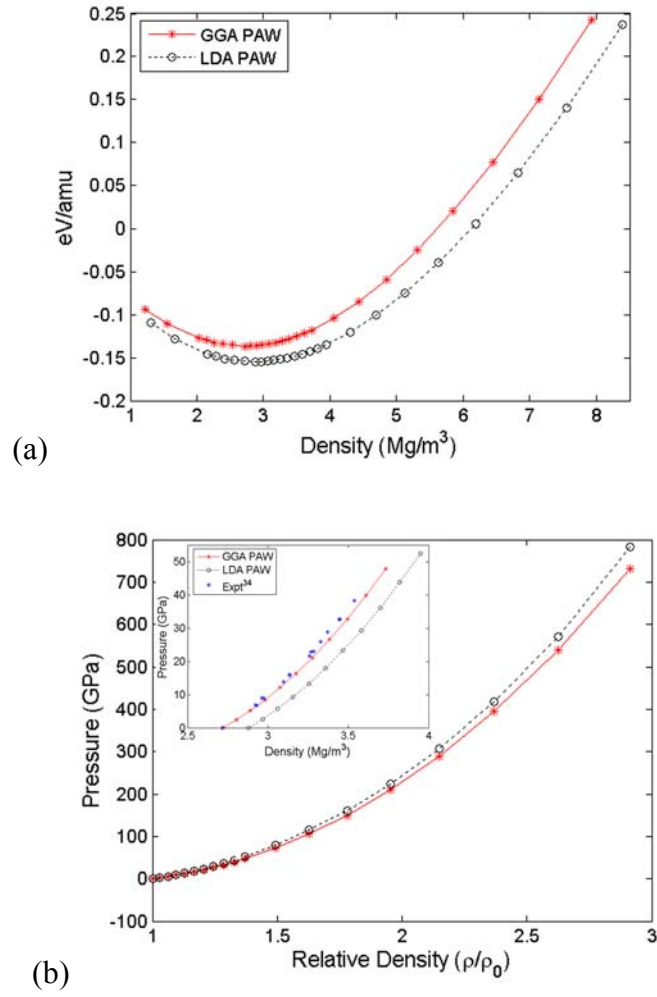 0.25
0.2
0.15
0.1
0.05
0
-0.05
-0.1
-0.15
-0.2
eV/amu
GGA PAW
LDA PAW
1 2 3 4 5 6 7 8
Density (Mg/m³)
(a)
800
700
600
500
400
300
200
100
0
-100
Pressure (GPa)
50
40
30
20
10
0
Pressure (GPa)
GGA PAW
LDA PAW
Expt³⁴
3 3.5 4
Density (Mg/m³)
1 1.5 2 2.5 3
Relative Density (ρ/ρ₀)
(b)